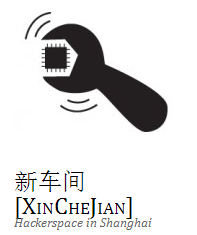 新车间
[XINCHEJIAN]
Hackerspace in Shanghai